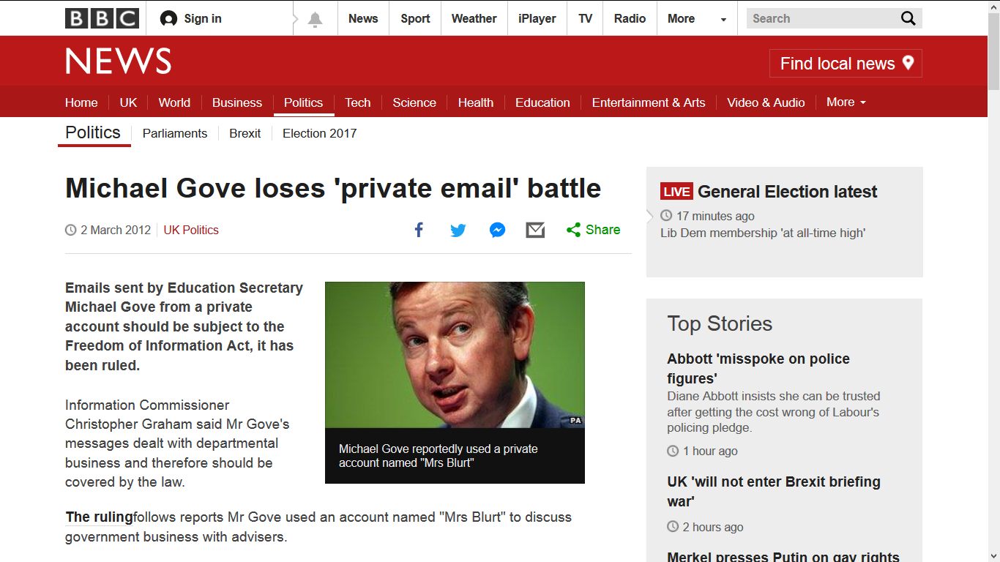 BBC Sign in News Sport Weather iPlayer TV Radio More Search
NEWS
Find local news
Home UK World Business Politics Tech Science Health Education Entertainment & Arts Video & Audio More
Politics Parliaments Brexit Election 2017
Michael Gove loses 'private email' battle
2 March 2012 UK Politics
Share
Emails sent by Education Secretary
Michael Gove from a private
account should be subject to the
Freedom of Information Act, it has
been ruled.
Information Commissioner
Christopher Graham said Mr Gove's
messages dealt with departmental
business and therefore should be
covered by the law.
PA
Michael Gove reportedly used a private
account named "Mrs Blurt"
The rulingfollows reports Mr Gove used an account named "Mrs Blurt" to discuss
government business with advisers.
LIVE General Election latest
17 minutes ago
Lib Dem membership 'at all-time high'
Top Stories
Abbott 'misspoke on police
figures'
Diane Abbott insists she can be trusted
after getting the cost wrong of Labour's
policing pledge.
1 hour ago
UK 'will not enter Brexit briefing
war'
2 hours ago
Merkel presses Putin on gay rights